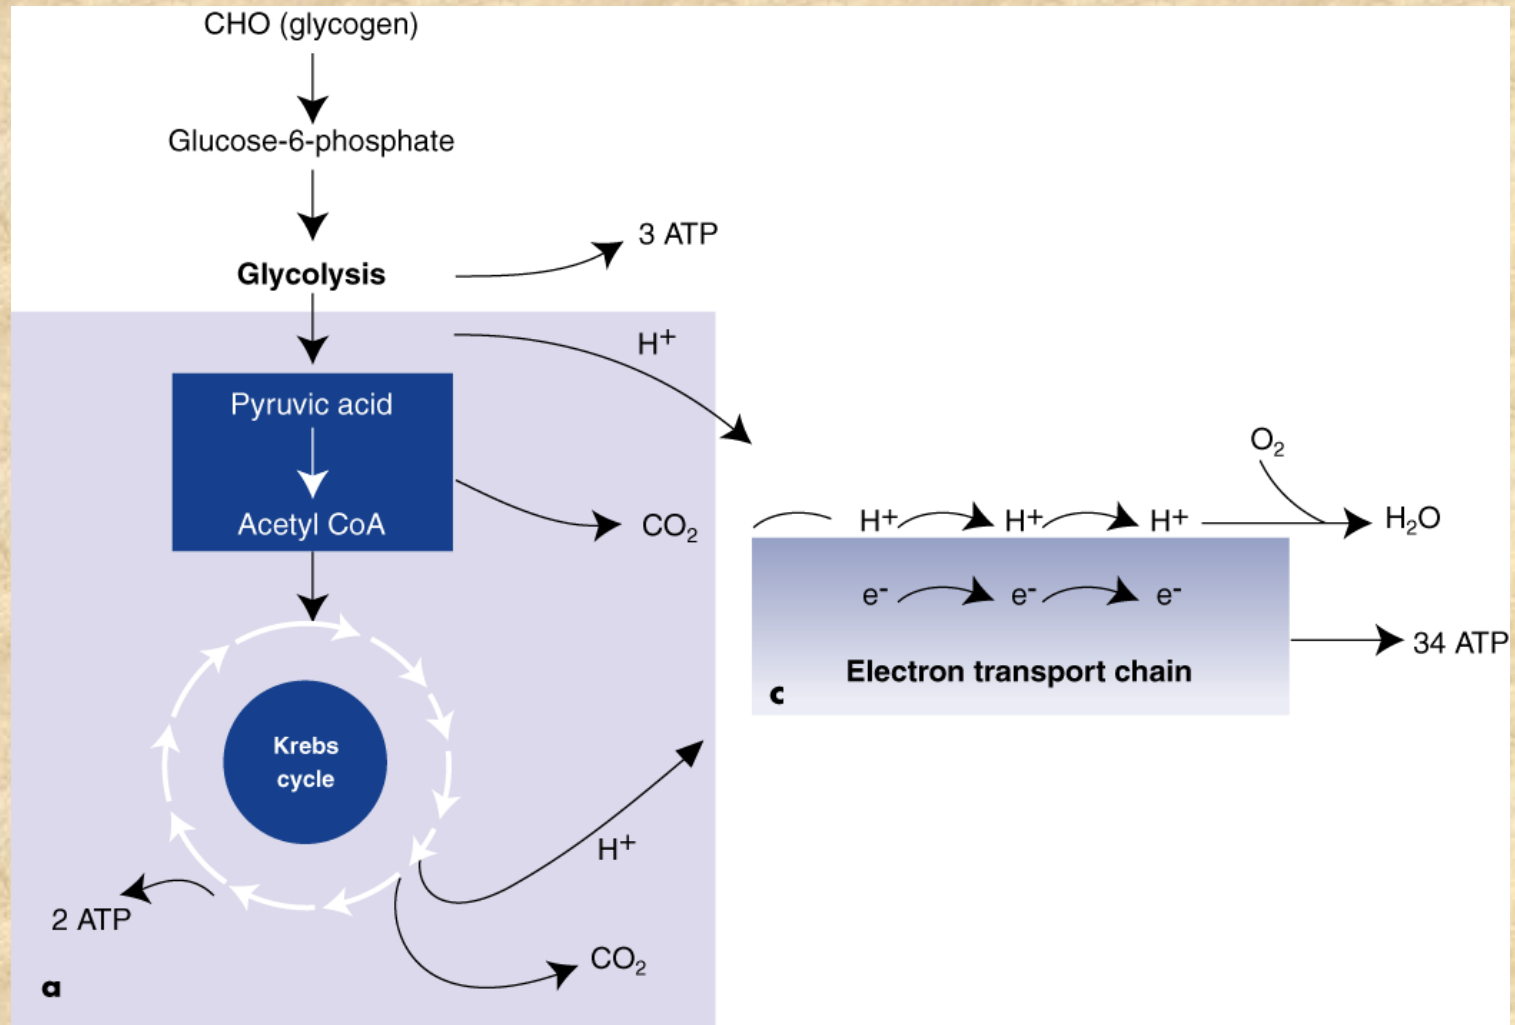 CHO (glycogen)
Glucose-6-phosphate
3 ATP
Glycolysis
H⁺
Pyruvic acid
Acetyl CoA
CO₂
O₂
H⁺ H⁺ H⁺
H₂O
e⁻ e⁻ e⁻
34 ATP
Electron transport chain
c
Krebs
cycle
H⁺
2 ATP
CO₂
a